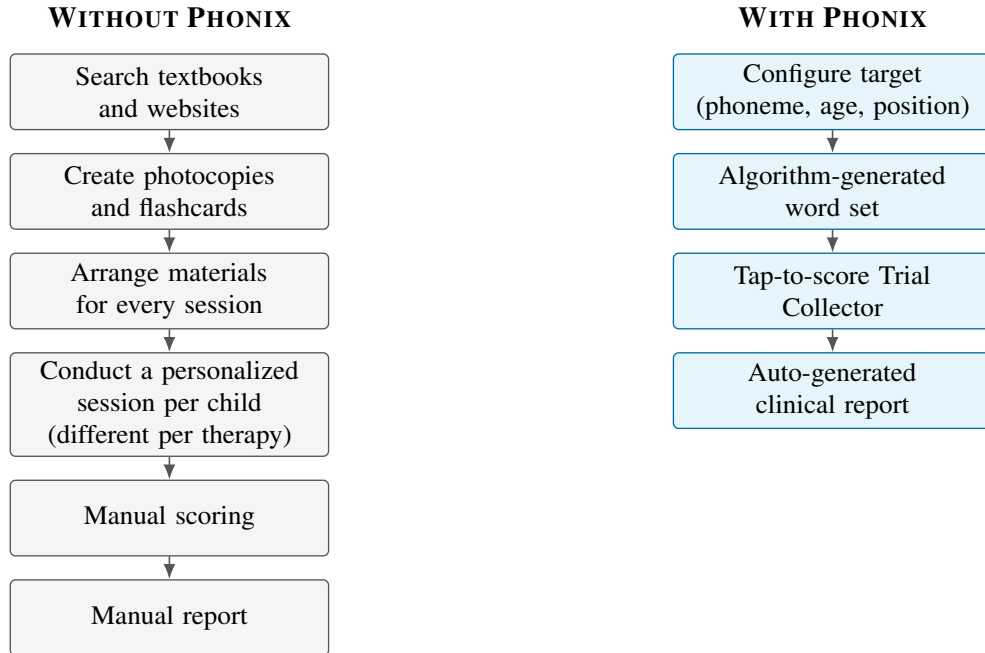 WITHOUT PHONIX
Search textbooks
and websites
Create photocopies
and flashcards
Arrange materials
for every session
Conduct a personalized
session per child
(different per therapy)
Manual scoring
Manual report
WITH PHONIX
Configure target
(phoneme, age, position)
Algorithm-generated
word set
Tap-to-score Trial
Collector
Auto-generated
clinical report